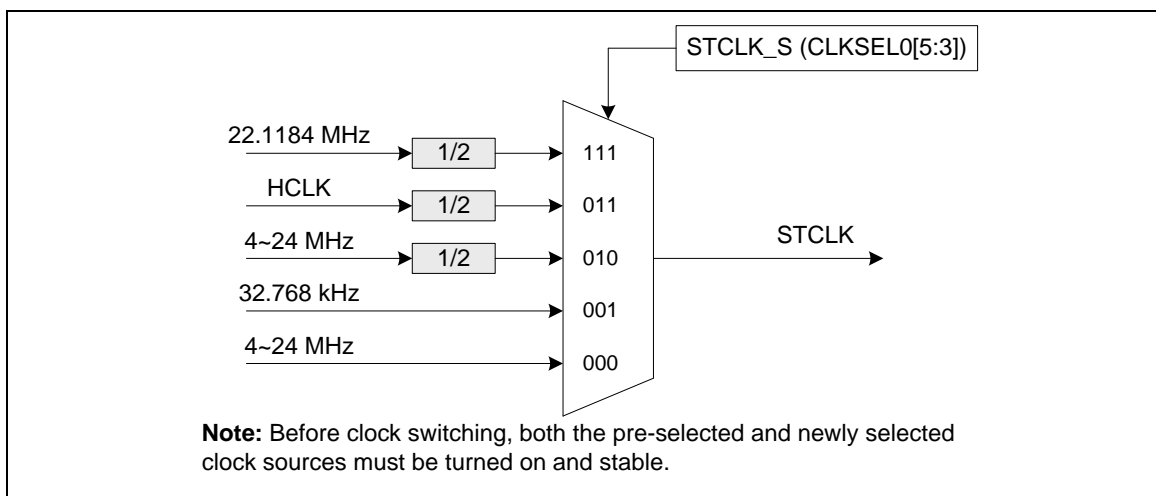 STCLK_S (CLKSEL0[5:3])
22.1184 MHz
1/2
111
HCLK
1/2
011
4~24 MHz
1/2
010
STCLK
32.768 kHz
001
4~24 MHz
000
Note: Before clock switching, both the pre-selected and newly selected
clock sources must be turned on and stable.